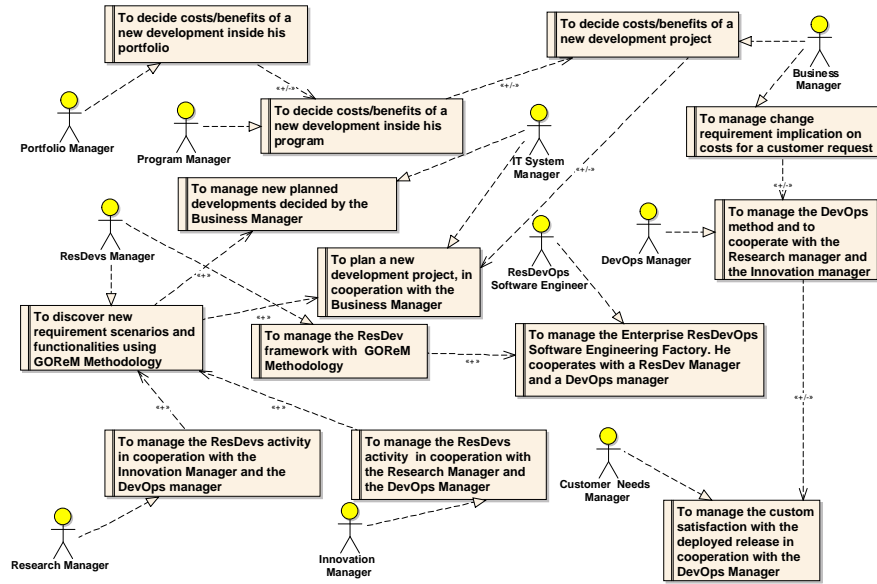 To decide costs/benefits of a
new development inside his
portfolio
To decide costs/benefits of a
new development project
Business
Manager
«+/-»
«+/-»
Portfolio Manager
Program Manager
To decide costs/benefits of a
new development inside his
program
IT System
Manager
To manage change
requirement implication on
costs for a customer request
«+/-»
«+/-»
To manage new planned
developments decided by the
Business Manager
ResDevs Manager
To plan a new
development project, in
cooperation with the
Business Manager
ResDevOps
Software Engineer
DevOps Manager
To manage the DevOps
method and to
cooperate with the
Research manager and
the Innovation manager
«+»
«+»
To discover new
requirement scenarios and
functionalities using
GOReM Methodology
To manage the ResDev
framework with GOReM
Methodology
«+»
To manage the Enterprise ResDevOps
Software Engineering Factory. He
cooperates with a ResDev Manager
and a DevOps manager
«+/-»
«+»
«+»
To manage the ResDevs activity
in cooperation with the
Innovation Manager and the
DevOps manager
To manage the ResDevs
activity in cooperation with
the Research Manager and
the DevOps Manager
Customer Needs
Manager
Research Manager
Innovation
Manager
To manage the custom
satisfaction with the
deployed release in
cooperation with the
DevOps Manager